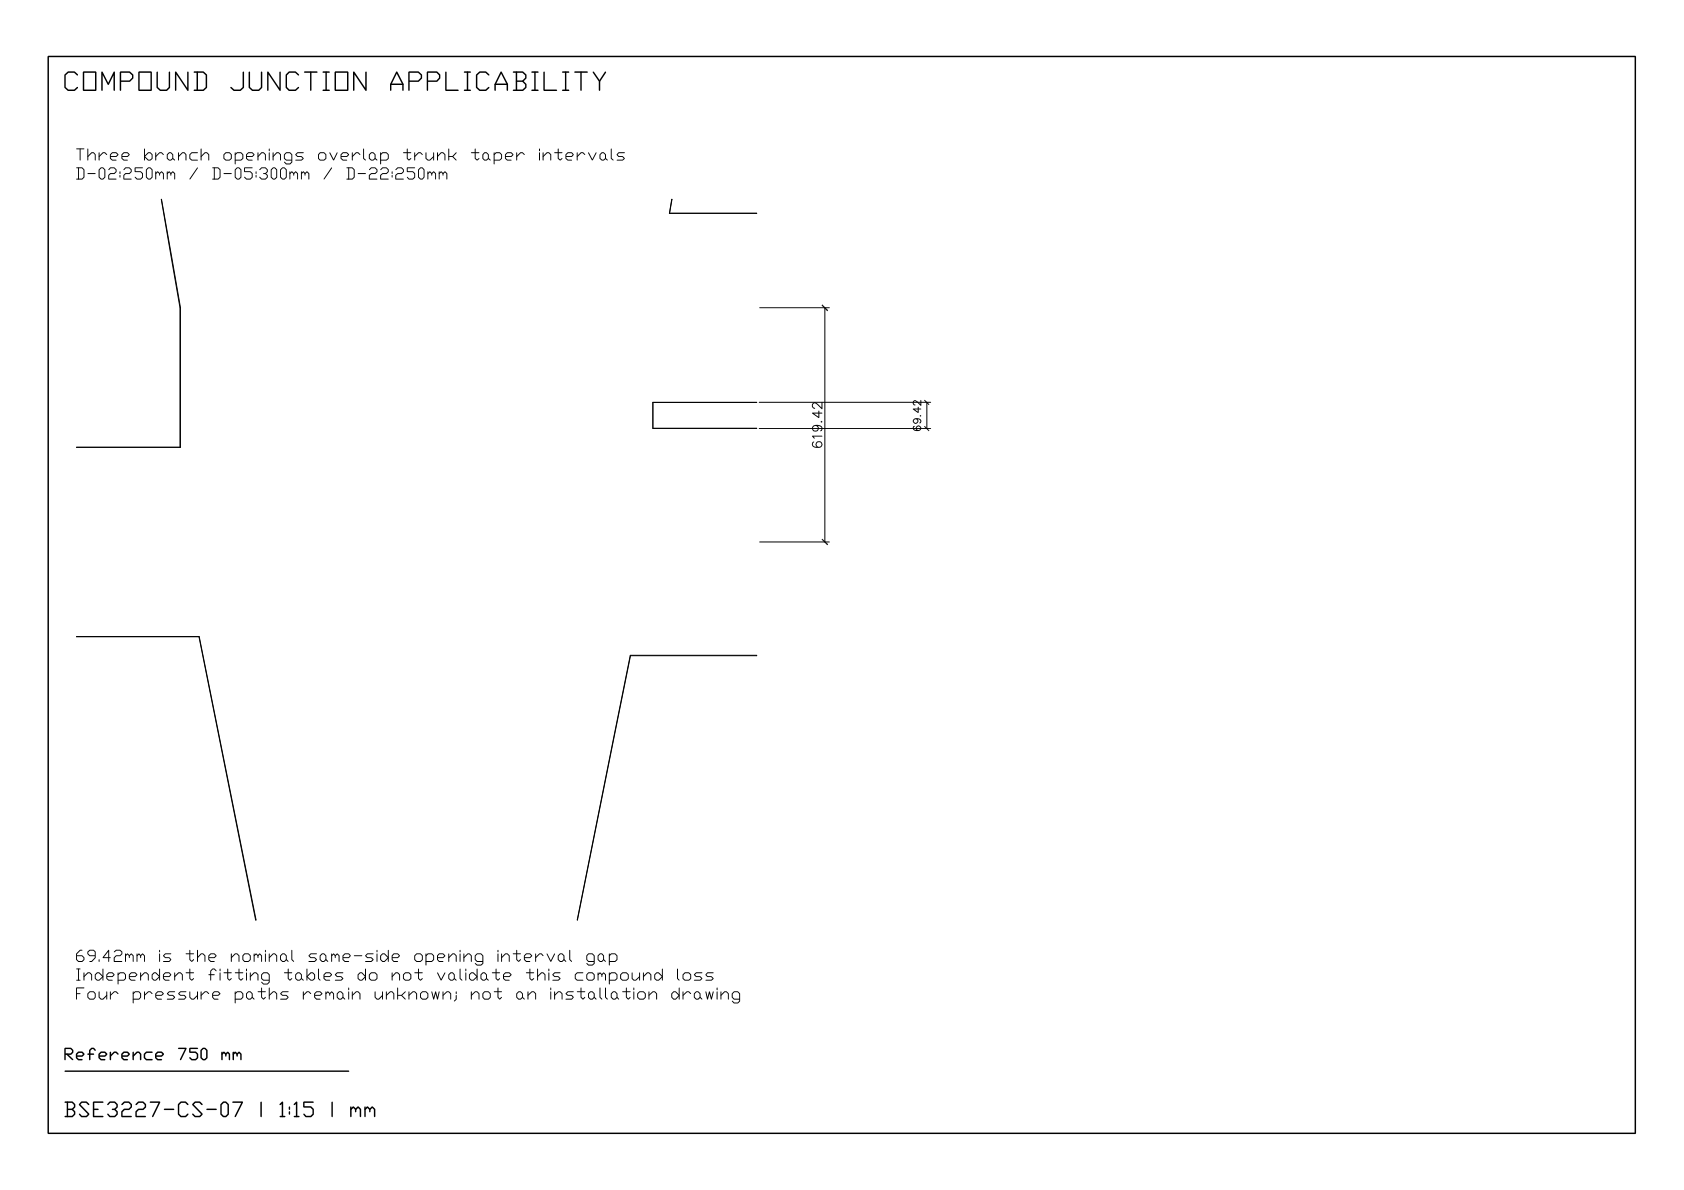 COMPOUND JUNCTION APPLICABILITY
Three branch openings overlap trunk taper intervals
D-02:250mm / D-05:300mm / D-22:250mm
619.42
69.42
69.42mm is the nominal same-side opening interval gap
Independent fitting tables do not validate this compound loss
Four pressure paths remain unknown; not an installation drawing
Reference 750 mm
BSE3227-CS-07 | 1:15 | mm